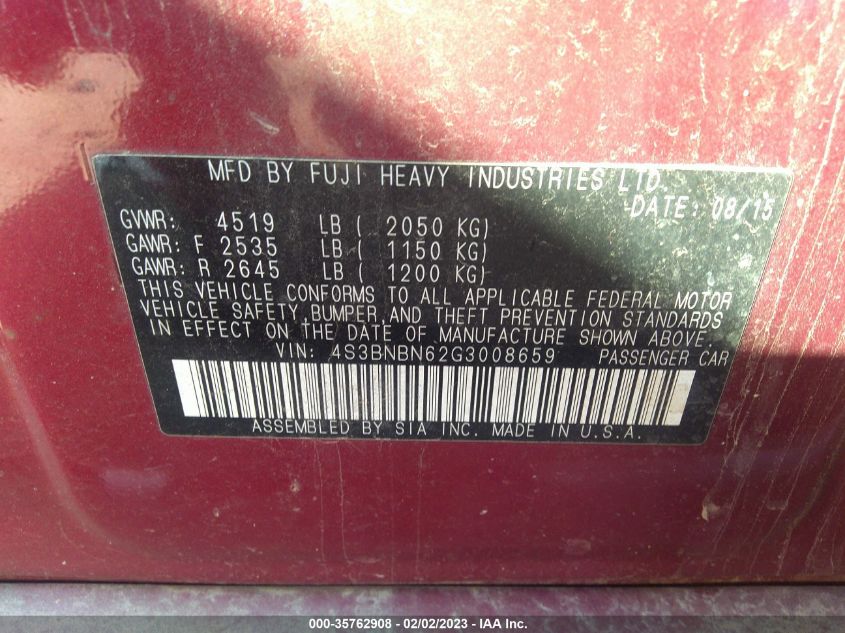 MFD BY FUJI HEAVY INDUSTRIES LTD.
DATE: 08/15
GVWR: 4519 LB ( 2050 KG)
GAWR: F 2535 LB ( 1150 KG)
GAWR: R 2645 LB ( 1200 KG)
THIS VEHICLE CONFORMS TO ALL APPLICABLE FEDERAL MOTOR
VEHICLE SAFETY, BUMPER, AND THEFT PREVENTION STANDARDS
IN EFFECT ON THE DATE OF MANUFACTURE SHOWN ABOVE.
VIN: 4S3BNBN62G3008659 PASSENGER CAR
ASSEMBLED BY SIA INC. MADE IN U.S.A.
000-35762908 - 02/02/2023 - © IAA Inc.